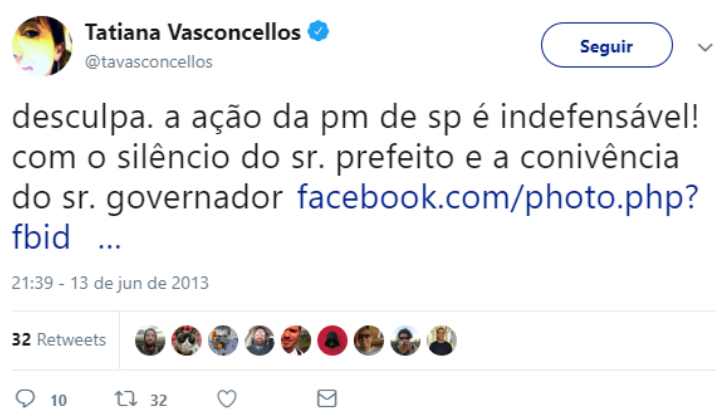 Tatiana Vasconcellos
@tavasconcellos
Seguir
desculpa. a ação da pm de sp é indefensável!
com o silêncio do sr. prefeito e a conivência
do sr. governador facebook.com/photo.php?
fbid ...
21:39 - 13 de jun de 2013
32 Retweets
10 32